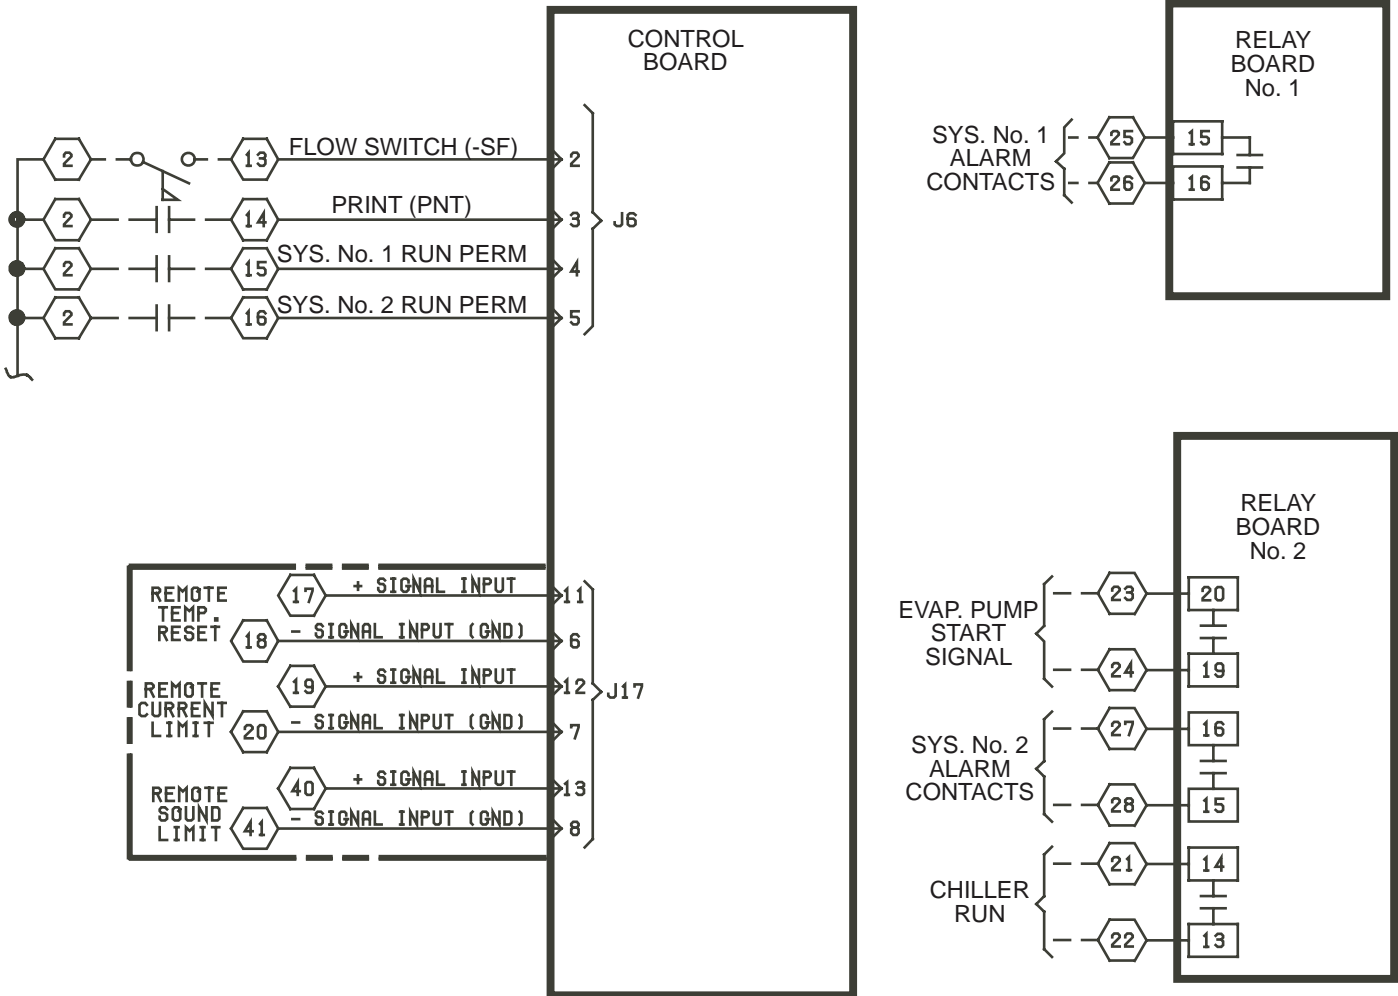 CONTROL
BOARD
2 13 FLOW SWITCH (-SF) 2
2 14 PRINT (PNT) 3 J6
2 15 SYS. No. 1 RUN PERM 4
2 16 SYS. No. 2 RUN PERM 5
REMOTE
TEMP.
RESET
17 + SIGNAL INPUT 11
18 - SIGNAL INPUT (GND) 6
REMOTE
CURRENT
LIMIT
19 + SIGNAL INPUT 12
J17
20 - SIGNAL INPUT (GND) 7
REMOTE
SOUND
LIMIT
40 + SIGNAL INPUT 13
41 - SIGNAL INPUT (GND) 8
RELAY
BOARD
No. 1
SYS. No. 1
ALARM
CONTACTS
25 15
26 16
RELAY
BOARD
No. 2
EVAP. PUMP
START
SIGNAL
23 20
24 19
SYS. No. 2
ALARM
CONTACTS
27 16
28 15
CHILLER
RUN
21 14
22 13